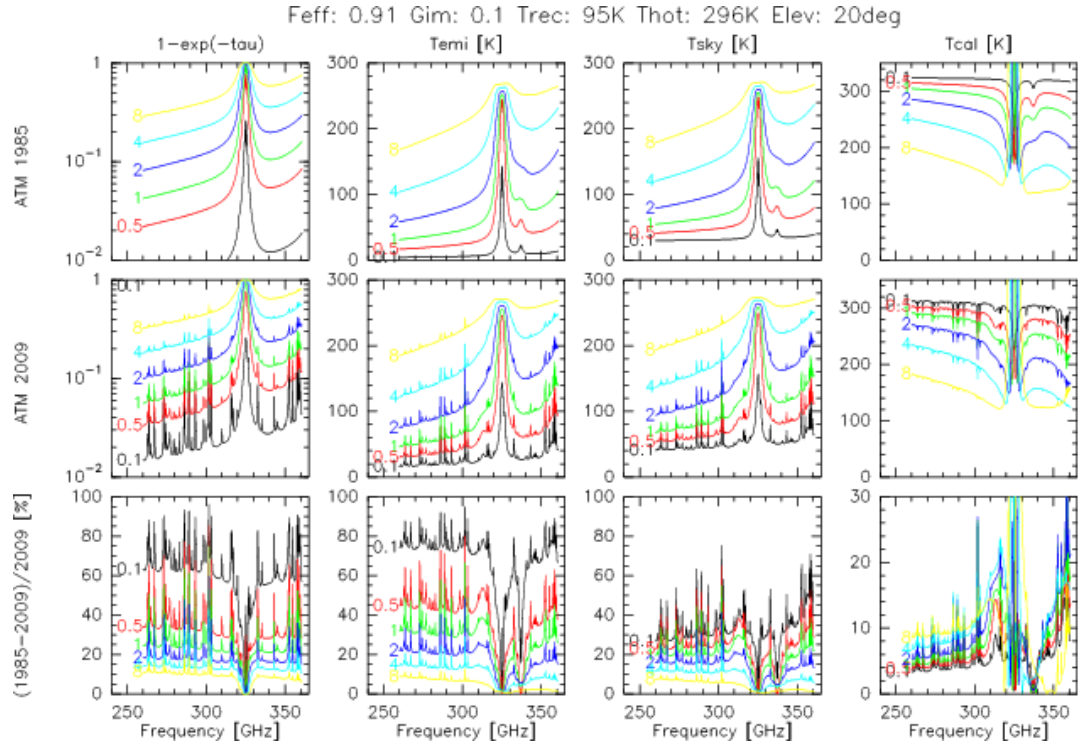 Feff: 0.91 Gim: 0.1 Trec: 95K Thot: 296K Elev: 20deg
1-exp(-tau) Temi [K] Tsky [K] Tcal [K]
ATM 1985
1 300 300
10⁻¹ 200 200 300
10⁻² 100 100 200
0 0 100
0
8 4 2 1 0.5
8 4 2 1 0.5 0.1
8 4 2 1 0.5 0.1
2 4 8
ATM 2009
1 300 300
10⁻¹ 200 200 300
10⁻² 100 100 200
0 0 100
0
0.1 8 4 2 1 0.5 0.1
8 4 2 1 0.5 0.1
8 4 2 1 0.5 0.1
2 4 8
(1985-2009)/2009 [%]
100 100 100 30
80 80 80
60 60 60 20
40 40 40
20 20 20 10
0 0 0 0
0.1 0.5 1 2 4 8
0.1 0.5 1 2 4 8
1 2 4 8
8 4 2 1
250 300 350 250 300 350 250 300 350 250 300 350
Frequency [GHz] Frequency [GHz] Frequency [GHz] Frequency [GHz]